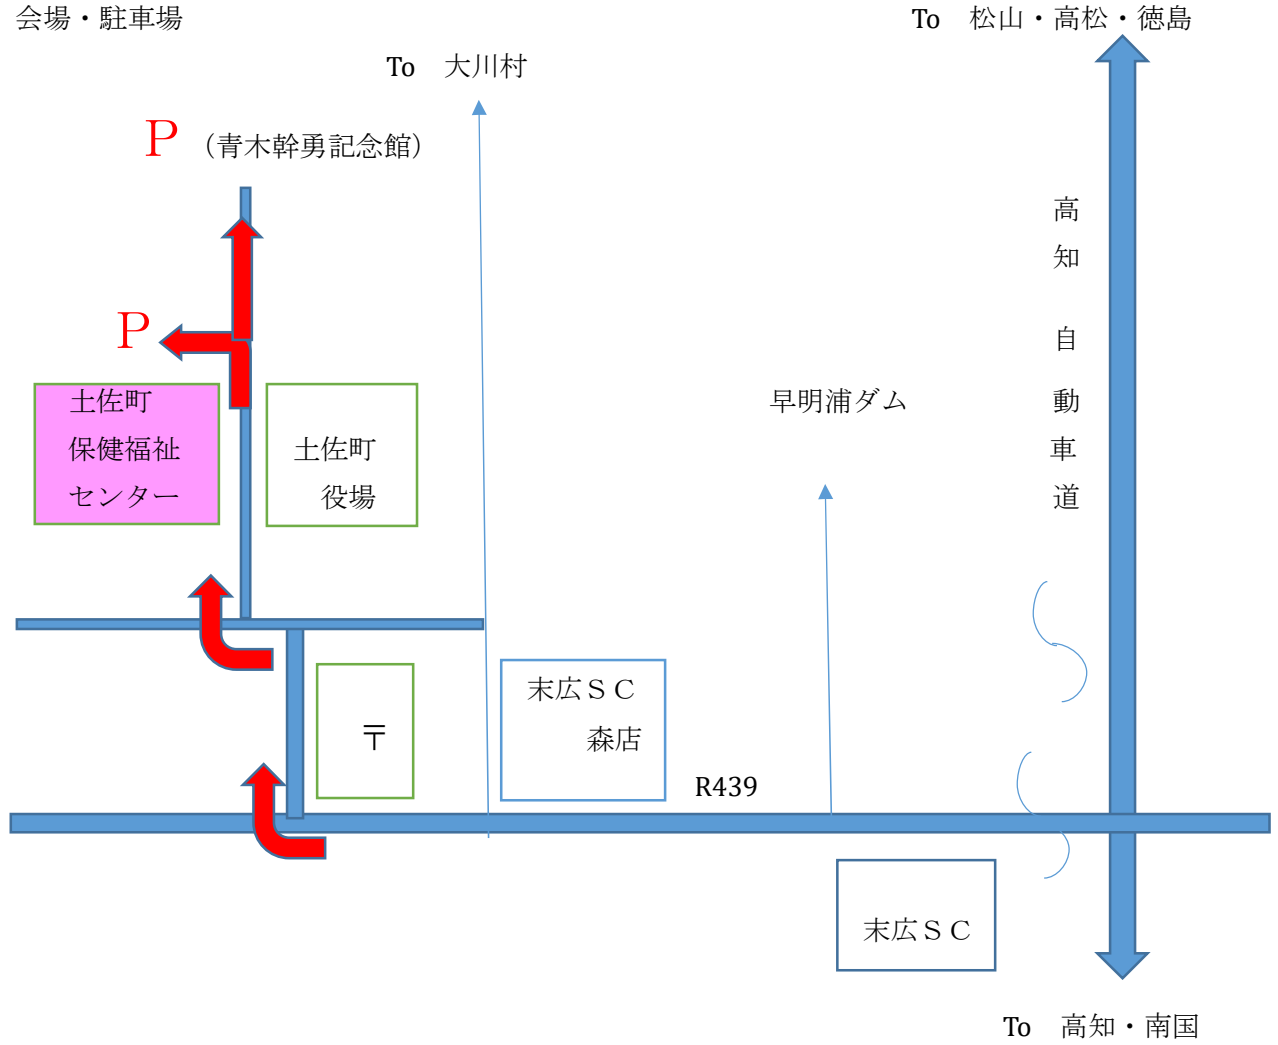 会場・駐車場
To　松山・高松・徳島
To　大川村
Ｐ（青木幹勇記念館）
高知　自動車道
Ｐ
土佐町
保健福祉
センター
土佐町
役場
早明浦ダム
末広ＳＣ
森店
〒
R439
末広ＳＣ
To　高知・南国